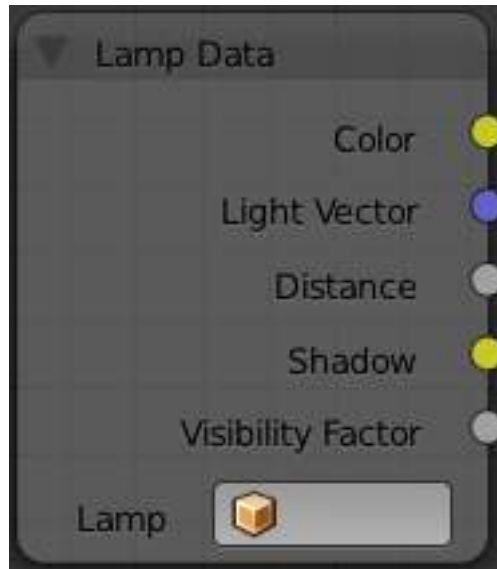 Lamp Data
Color
Light Vector
Distance
Shadow
Visibility Factor
Lamp